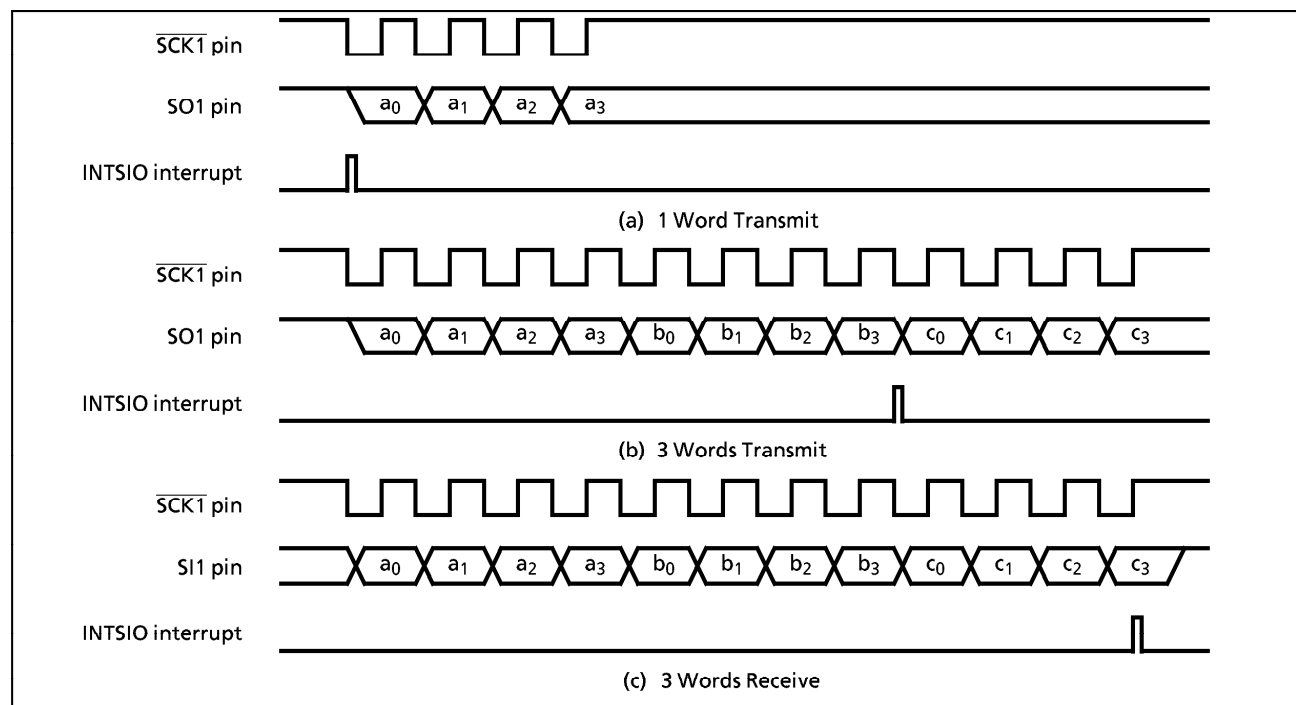 SCK1 pin
SO1 pin
a0 a1 a2 a3
INTSIO interrupt
(a) 1 Word Transmit
SCK1 pin
SO1 pin
a0 a1 a2 a3 b0 b1 b2 b3 c0 c1 c2 c3
INTSIO interrupt
(b) 3 Words Transmit
SCK1 pin
SI1 pin
a0 a1 a2 a3 b0 b1 b2 b3 c0 c1 c2 c3
INTSIO interrupt
(c) 3 Words Receive